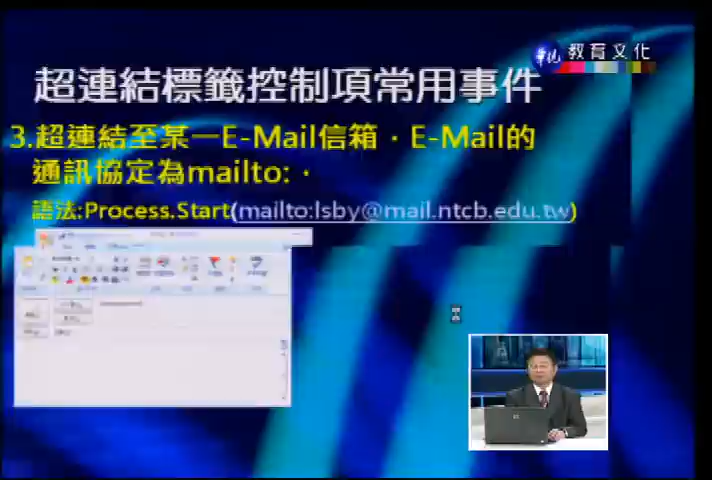 華視 教育文化
超連結標籤控制項常用事件
3.超連結至某一E-Mail信箱．E-Mail的
通訊協定為mailto:．
語法:Process.Start(mailto:lsby@mail.ntcb.edu.tw)